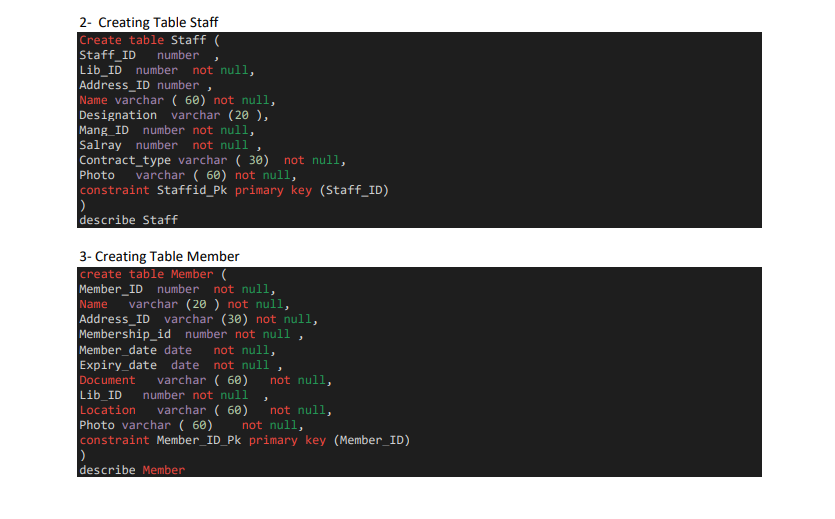 2- Creating Table Staff
Create table Staff (
Staff_ID number ,
Lib_ID number not null,
Address_ID number ,
Name varchar ( 60) not null,
Designation varchar (20 ),
Mang_ID number not null,
Salray number not null ,
Contract_type varchar ( 30) not null,
Photo varchar ( 60) not null,
constraint Staffid_Pk primary key (Staff_ID)
)
describe Staff
3- Creating Table Member
create table Member (
Member_ID number not null,
Name varchar (20 ) not null,
Address_ID varchar (30) not null,
Membership_id number not null ,
Member_date date not null,
Expiry_date date not null ,
Document varchar ( 60) not null,
Lib_ID number not null ,
Location varchar ( 60) not null,
Photo varchar ( 60) not null,
constraint Member_ID_Pk primary key (Member_ID)
)
describe Member